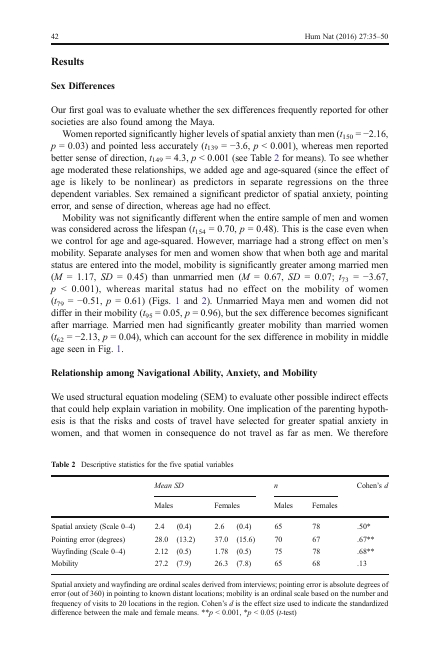 42 Hum Nat (2016) 27:35–50
Results
Sex Differences
Our first goal was to evaluate whether the sex differences frequently reported for other
societies are also found among the Maya.
Women reported significantly higher levels of spatial anxiety than men (t150 = −2.16,
p = 0.03) and pointed less accurately (t139 = −3.6, p < 0.001), whereas men reported
better sense of direction, t149 = 4.3, p < 0.001 (see Table 2 for means). To see whether
age moderated these relationships, we added age and age-squared (since the effect of
age is likely to be nonlinear) as predictors in separate regressions on the three
dependent variables. Sex remained a significant predictor of spatial anxiety, pointing
error, and sense of direction, whereas age had no effect.
Mobility was not significantly different when the entire sample of men and women
was considered across the lifespan (t154 = 0.70, p = 0.48). This is the case even when
we control for age and age-squared. However, marriage had a strong effect on men’s
mobility. Separate analyses for men and women show that when both age and marital
status are entered into the model, mobility is significantly greater among married men
(M = 1.17, SD = 0.45) than unmarried men (M = 0.67, SD = 0.07; t73 = −3.67,
p < 0.001), whereas marital status had no effect on the mobility of women
(t79 = −0.51, p = 0.61) (Figs. 1 and 2). Unmarried Maya men and women did not
differ in their mobility (t95 = 0.05, p = 0.96), but the sex difference becomes significant
after marriage. Married men had significantly greater mobility than married women
(t62 = −2.13, p = 0.04), which can account for the sex difference in mobility in middle
age seen in Fig. 1.
Relationship among Navigational Ability, Anxiety, and Mobility
We used structural equation modeling (SEM) to evaluate other possible indirect effects
that could help explain variation in mobility. One implication of the parenting hypoth-
esis is that the risks and costs of travel have selected for greater spatial anxiety in
women, and that women in consequence do not travel as far as men. We therefore
Table 2 Descriptive statistics for the five spatial variables
Mean SD n Cohen’s d
Males Females Males Females
Spatial anxiety (Scale 0–4) 2.4 (0.4) 2.6 (0.4) 65 78 .50*
Pointing error (degrees) 28.0 (13.2) 37.0 (15.6) 70 67 .67**
Wayfinding (Scale 0–4) 2.12 (0.5) 1.78 (0.5) 75 78 .68**
Mobility 27.2 (7.9) 26.3 (7.8) 65 68 .13
Spatial anxiety and wayfinding are ordinal scales derived from interviews; pointing error is absolute degrees of
error (out of 360) in pointing to known distant locations; mobility is an ordinal scale based on the number and
frequency of visits to 20 locations in the region. Cohen’s d is the effect size used to indicate the standardized
difference between the male and female means. **p < 0.001, *p < 0.05 (t-test)